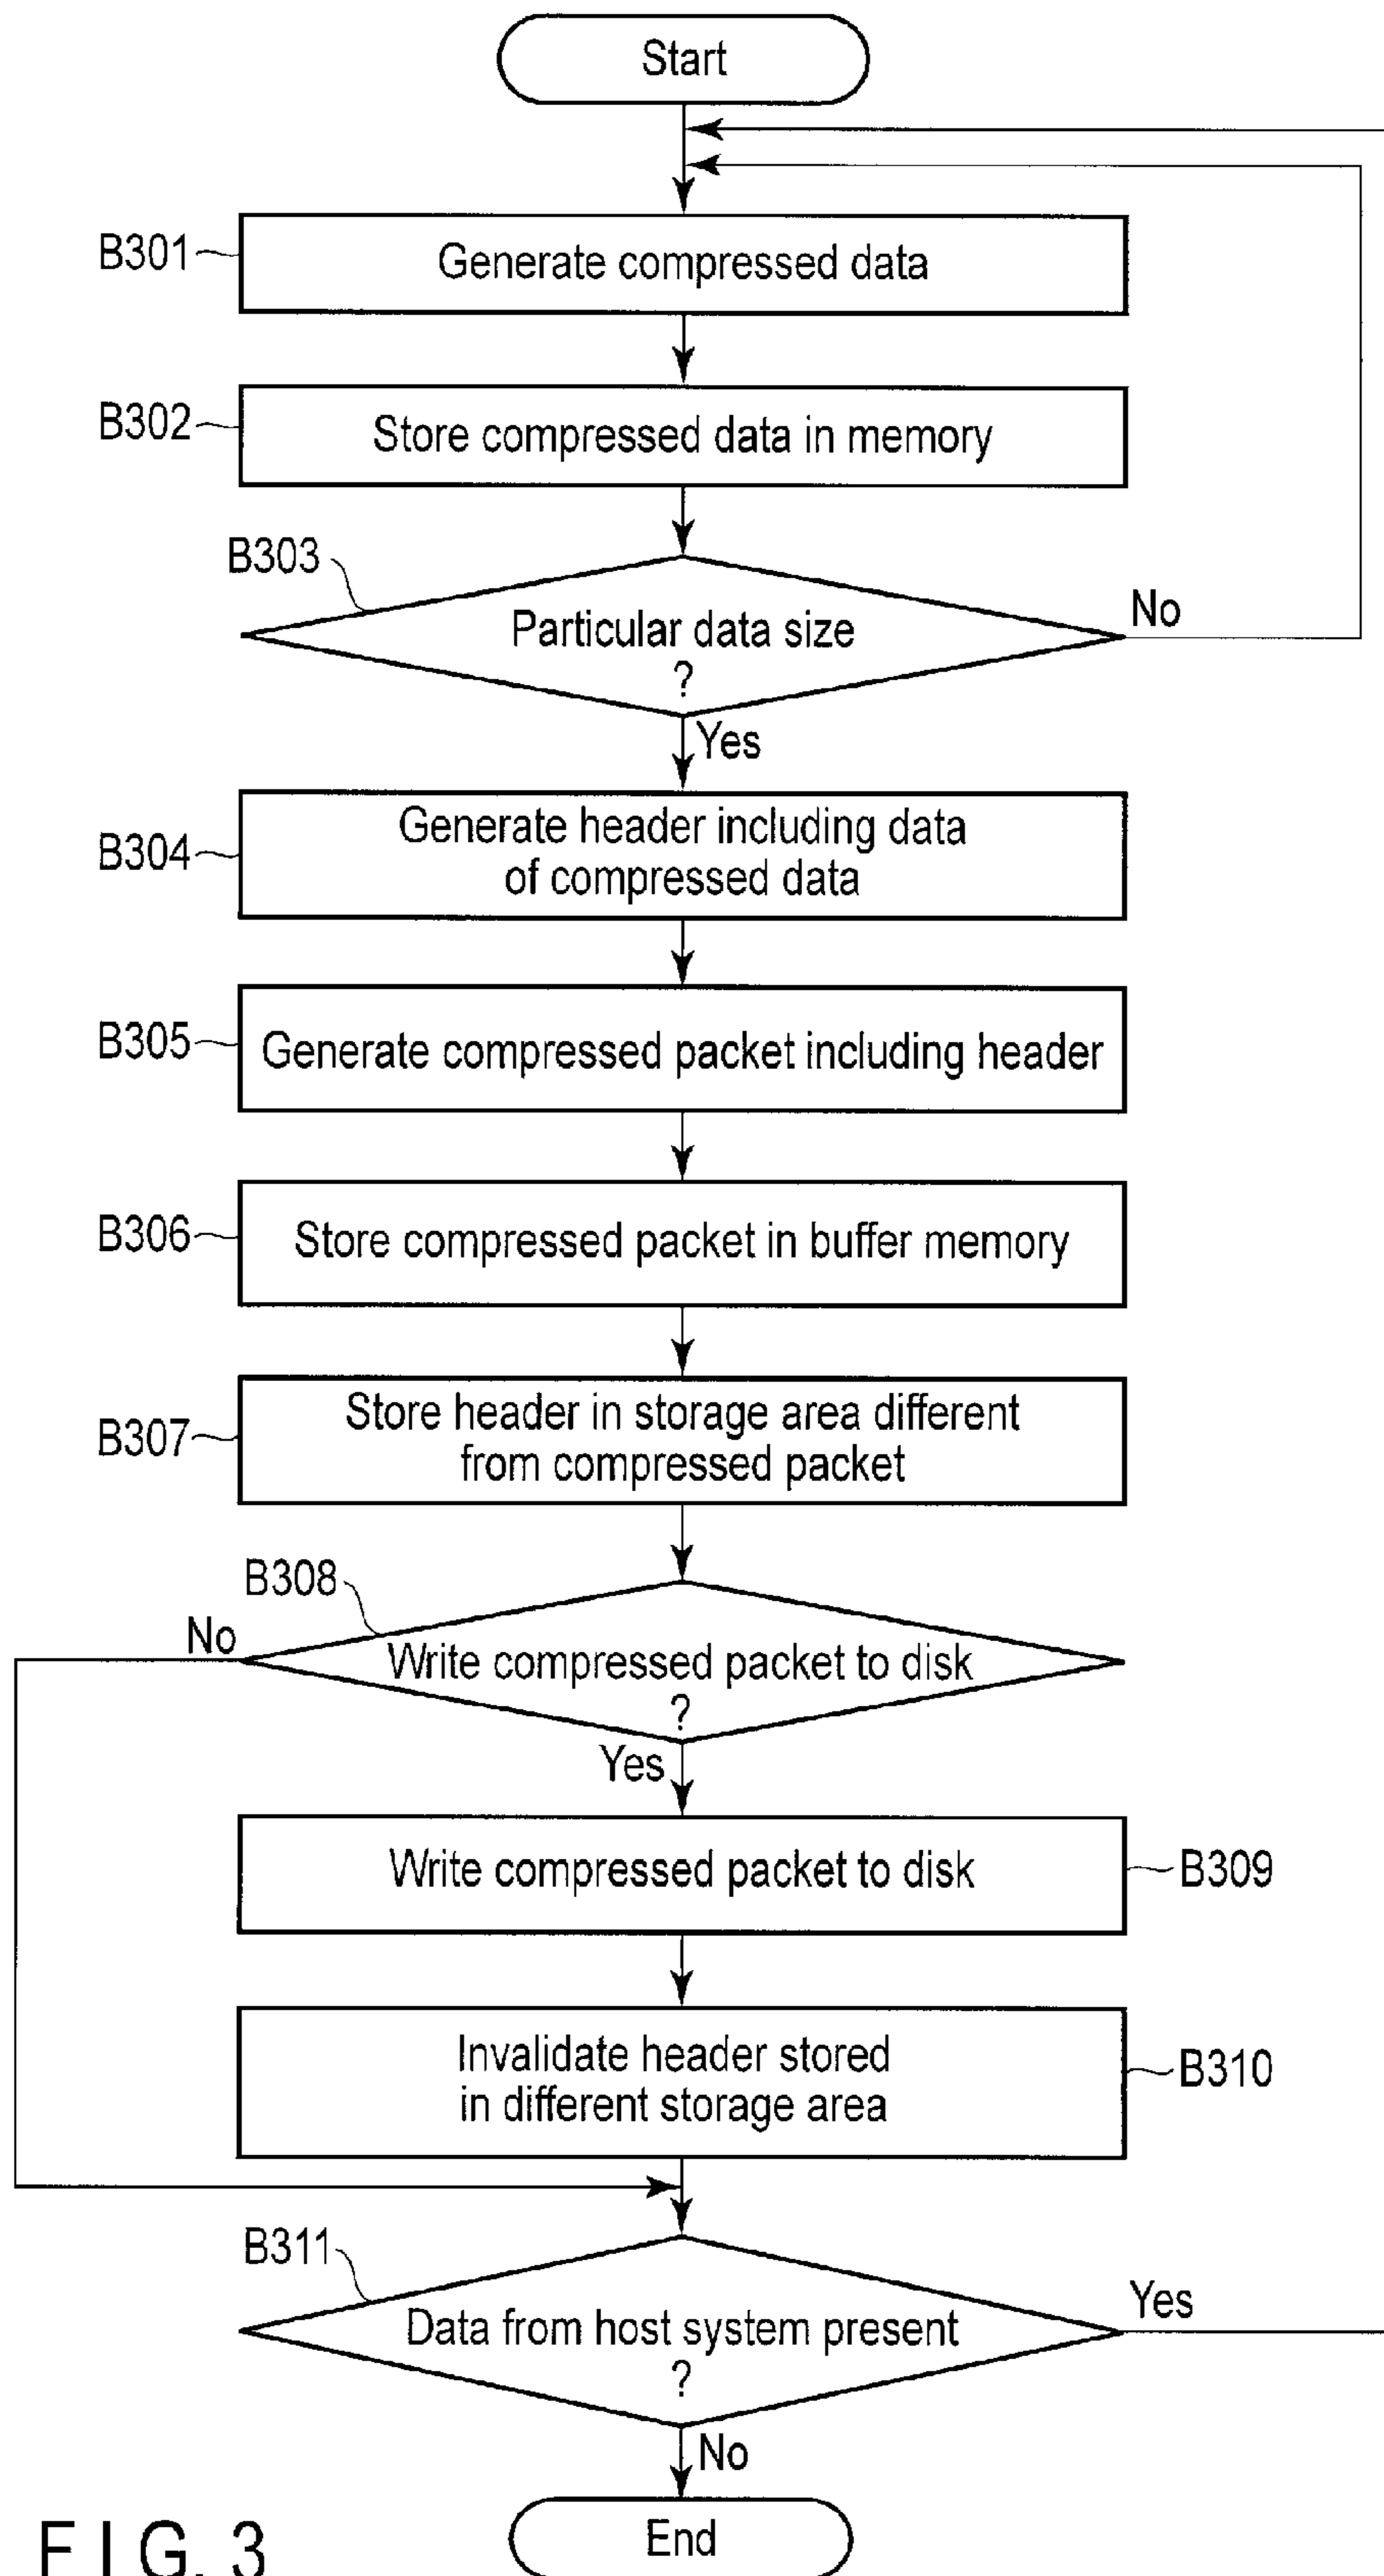 Start
B301
Generate compressed data
B302
Store compressed data in memory
B303
Particular data size
?
No
Yes
B304
Generate header including data
of compressed data
B305
Generate compressed packet including header
B306
Store compressed packet in buffer memory
B307
Store header in storage area different
from compressed packet
B308
No
Write compressed packet to disk
?
Yes
Write compressed packet to disk
B309
Invalidate header stored
in different storage area
B310
B311
Data from host system present
?
Yes
No
End
FIG. 3